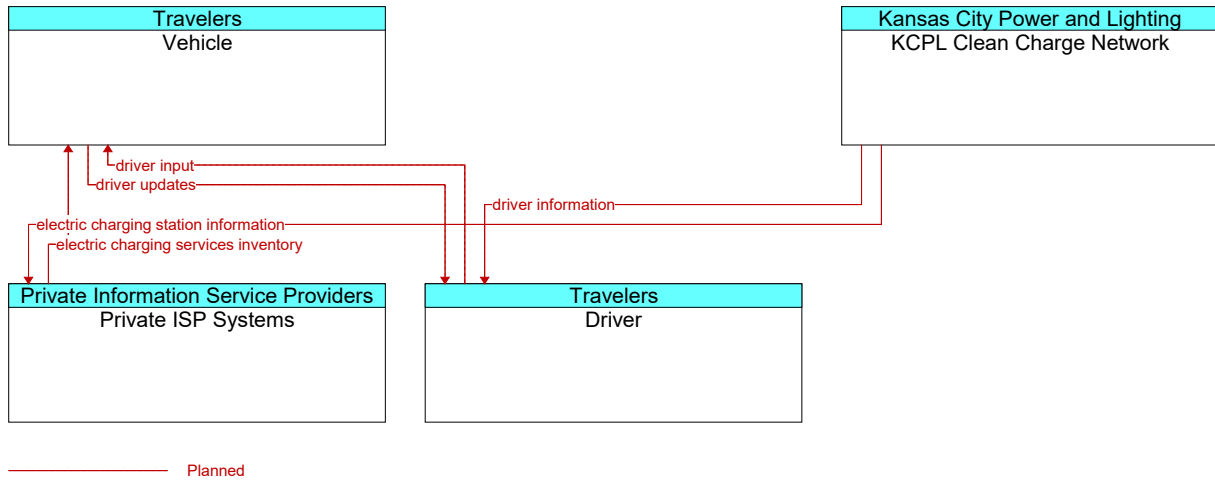 Travelers
Vehicle
Kansas City Power and Lighting
KCPL Clean Charge Network
driver input
driver updates
driver information
electric charging station information
electric charging services inventory
Private Information Service Providers
Private ISP Systems
Travelers
Driver
Planned